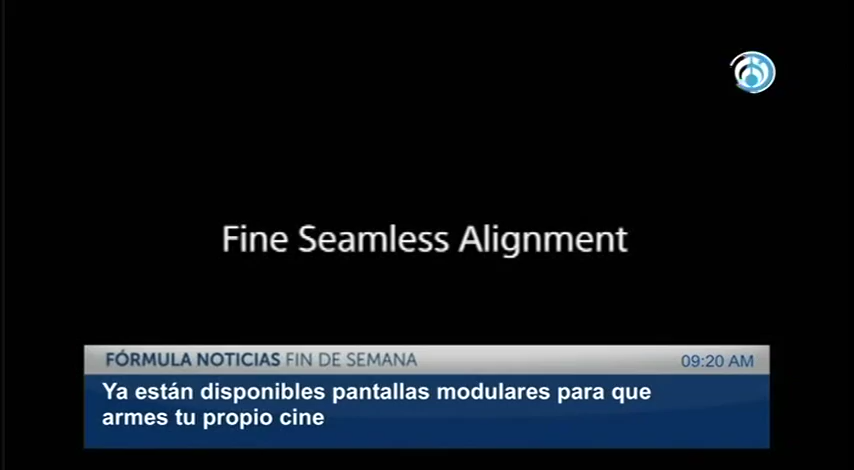 Fine Seamless Alignment
FÓRMULA NOTICIAS FIN DE SEMANA 09:20 AM
Ya están disponibles pantallas modulares para que
armes tu propio cine